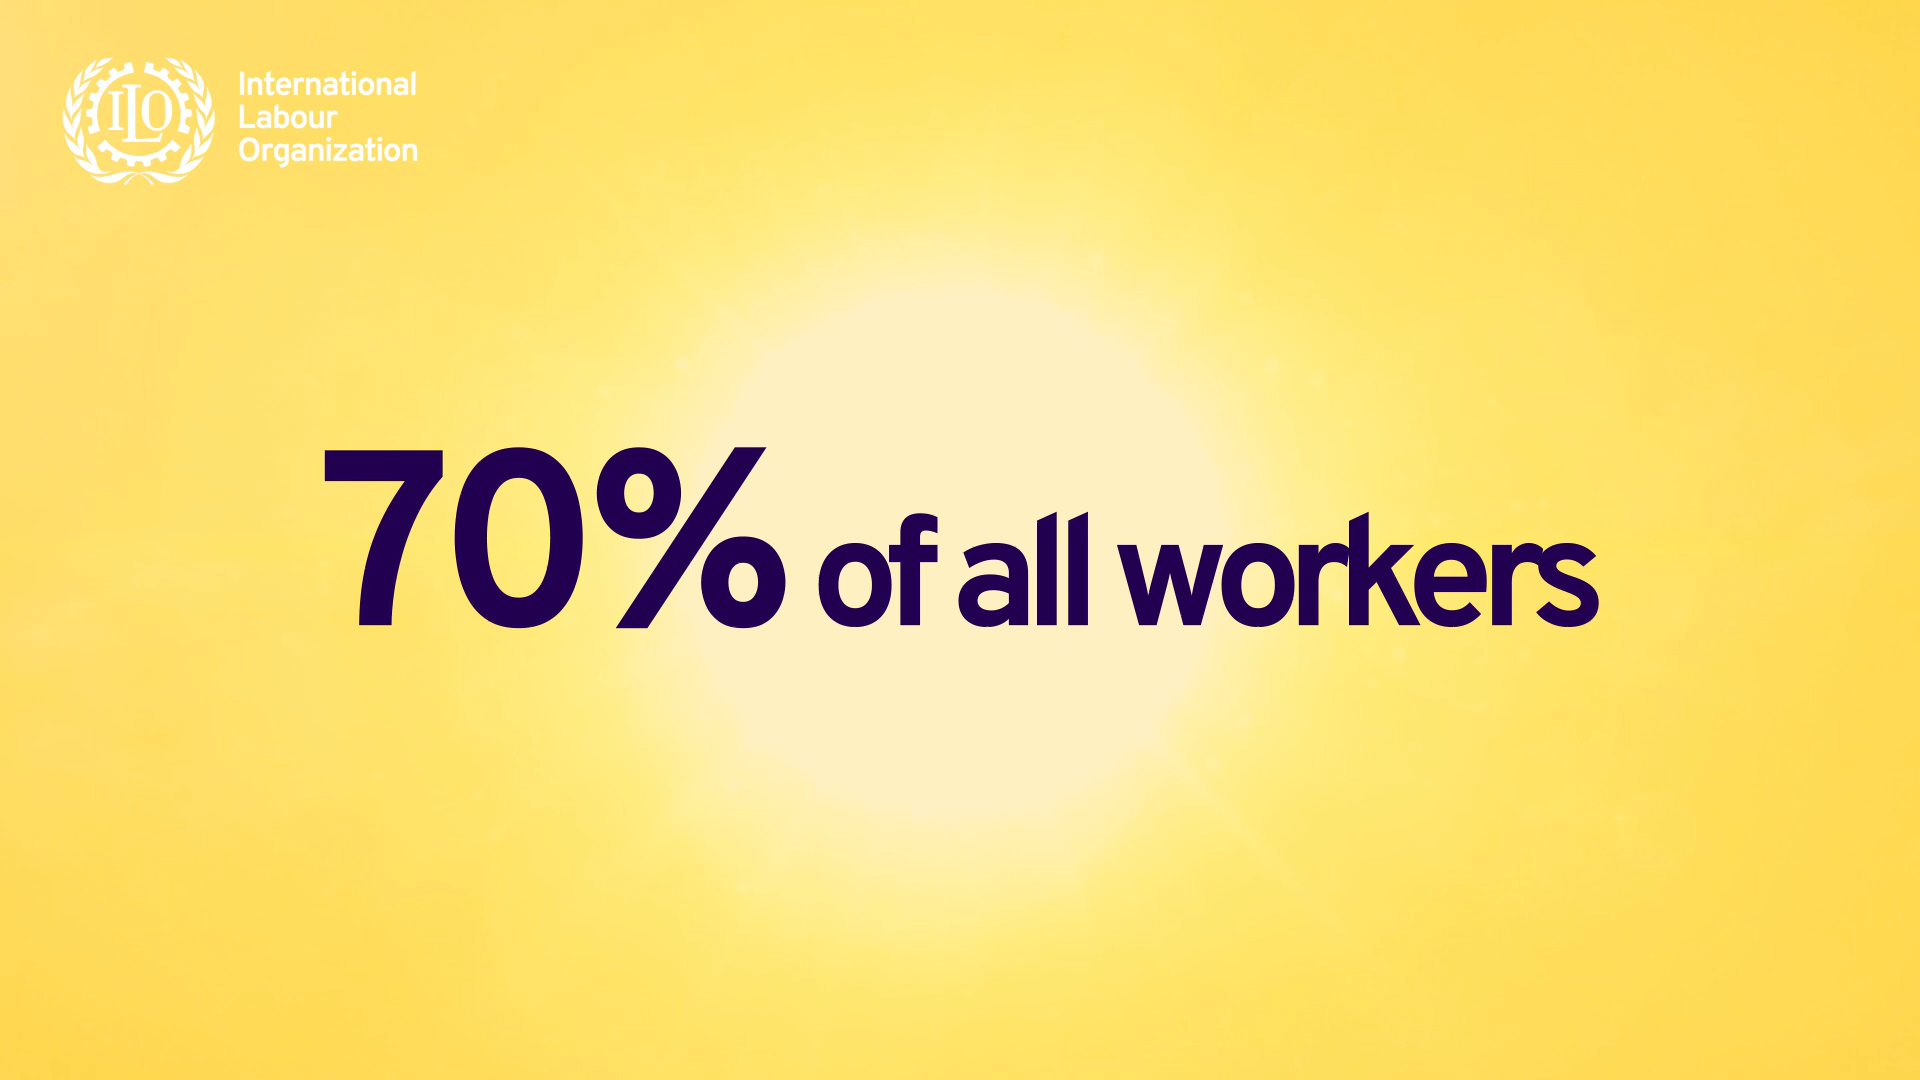 ILO
International
Labour
Organization
70% of all workers